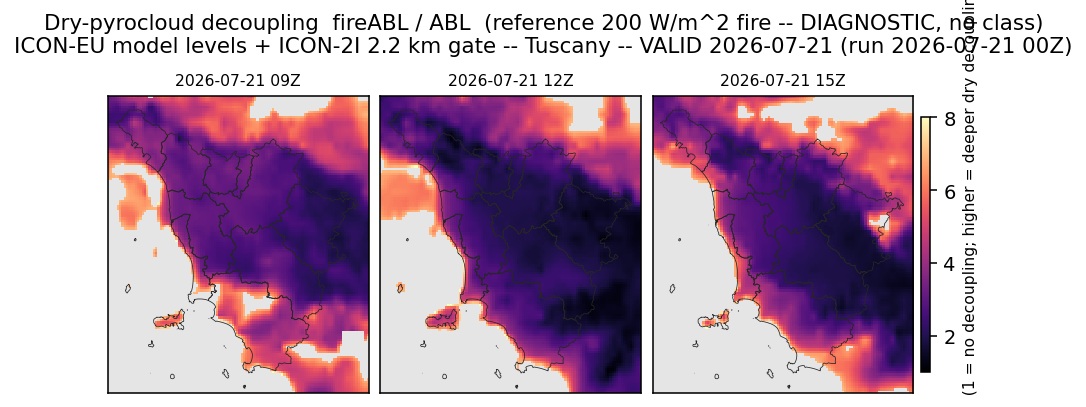 Dry-pyrocloud decoupling  fireABL / ABL  (reference 200 W/m^2 fire -- DIAGNOSTIC, no class)
ICON-EU model levels + ICON-2I 2.2 km gate -- Tuscany -- VALID 2026-07-21 (run 2026-07-21 00Z)
2026-07-21 09Z
2026-07-21 12Z
2026-07-21 15Z
8
6
4
2
(1 = no decoupling; higher = deeper dry decoupling